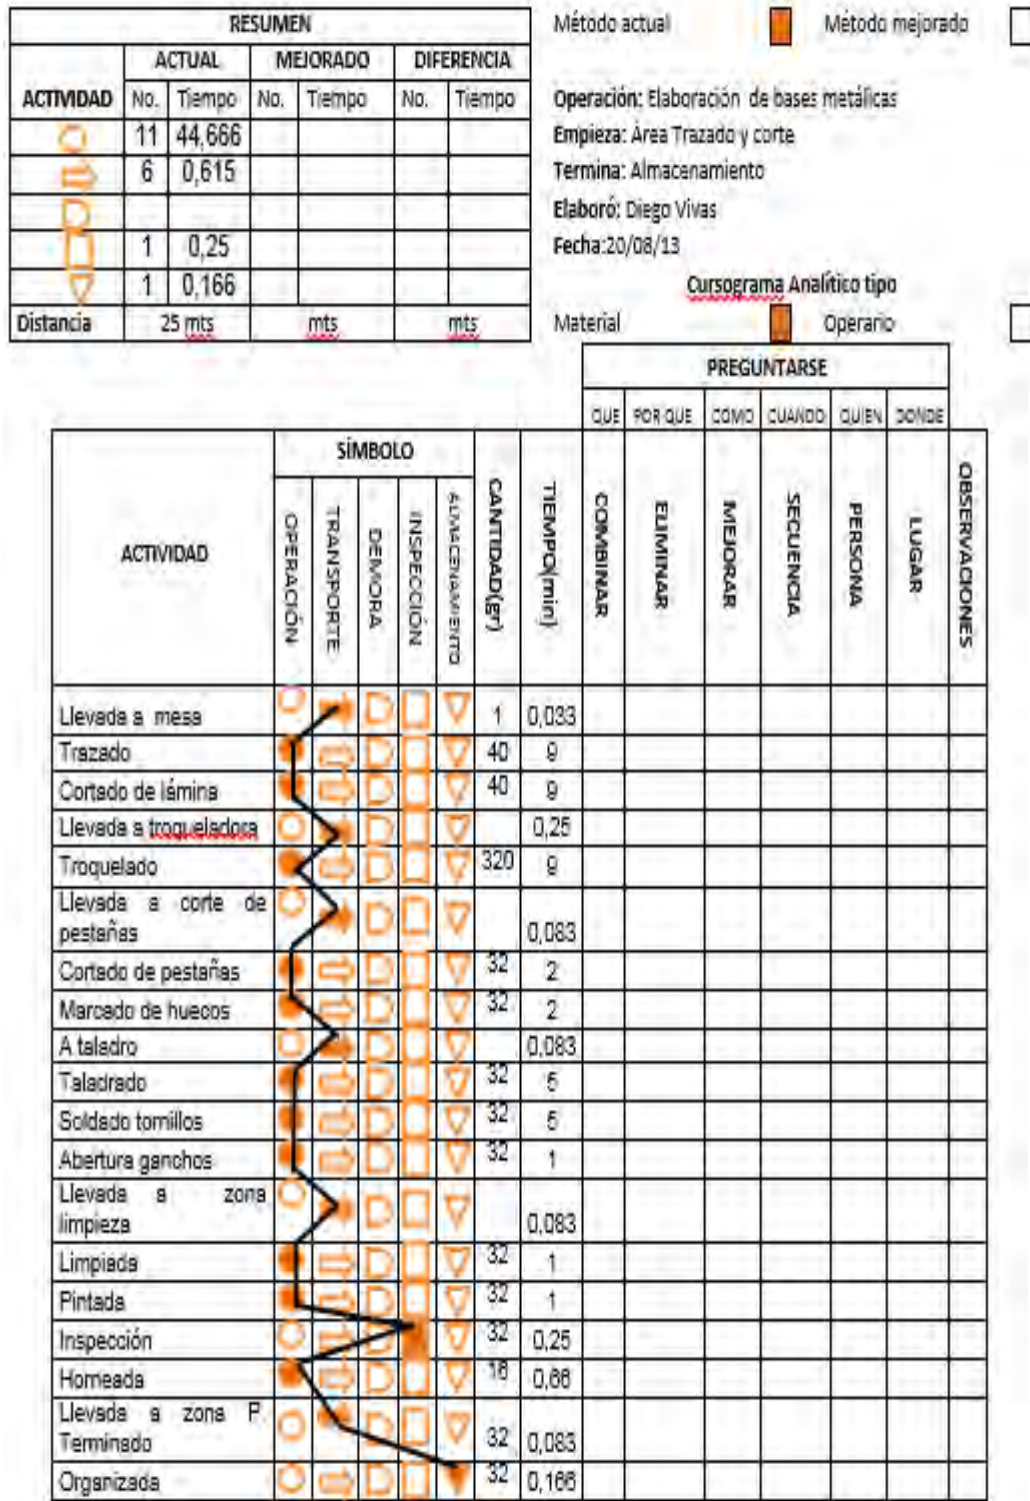 RESUMEN
ACTUAL MEJORADO DIFERENCIA
ACTIVIDAD No. Tiempo No. Tiempo No. Tiempo
11 44,666
6 0,615
1 0,25
1 0,166
Distancia 25 mts mts mts
Método actual Método mejorado
Operación: Elaboración de bases metálicas
Empieza: Área Trazado y corte
Termina: Almacenamiento
Elaboró: Diego Vivas
Fecha:20/08/13
Cursograma Analítico tipo
Material Operario
PREGUNTARSE
QUE POR QUE COMO CUANDO QUIEN DONDE
ACTIVIDAD SÍMBOLO CANTIDAD(gr) TIEMPO(min) COMBINAR ELIMINAR MEJORAR SECUENCIA PERSONA LUGAR OBSERVACIONES
OPERACIÓN TRANSPORTE DEMORA INSPECCIÓN ALMACENAMIENTO
Llevada a mesa 1 0,033
Trazado 40 9
Cortado de lámina 40 9
Llevada a troqueladora 0,25
Troquelado 320 9
Llevada a corte de
pestañas 0,083
Cortado de pestañas 32 2
Marcado de huecos 32 2
A taladro 0,083
Taladrado 32 5
Soldado tornillos 32 5
Abertura ganchos 32 1
Llevada a zona
limpieza 0,083
Limpiada 32 1
Pintada 32 1
Inspección 32 0,25
Horneada 16 0,66
Llevada a zona P.
Terminado 32 0,083
Organizada 32 0,166